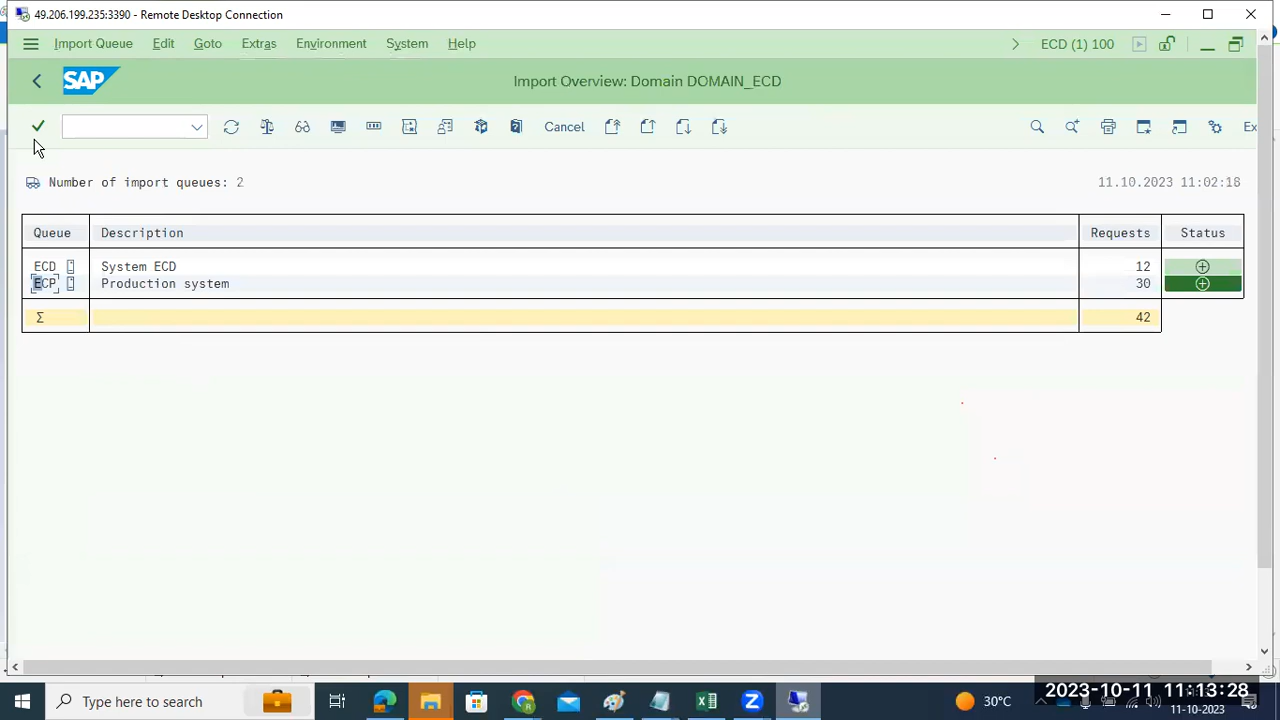 49.206.199.235:3390 - Remote Desktop Connection
Import Queue Edit Goto Extras Environment System Help ECD (1) 100
SAP Import Overview: Domain DOMAIN_ECD
Cancel Ex
Number of import queues: 2 11.10.2023 11:02:18
Queue Description Requests Status
ECD System ECD 12
ECP Production system 30
Σ 42
Type here to search 30°C 2023-10-11 11:13:28
11-10-2023